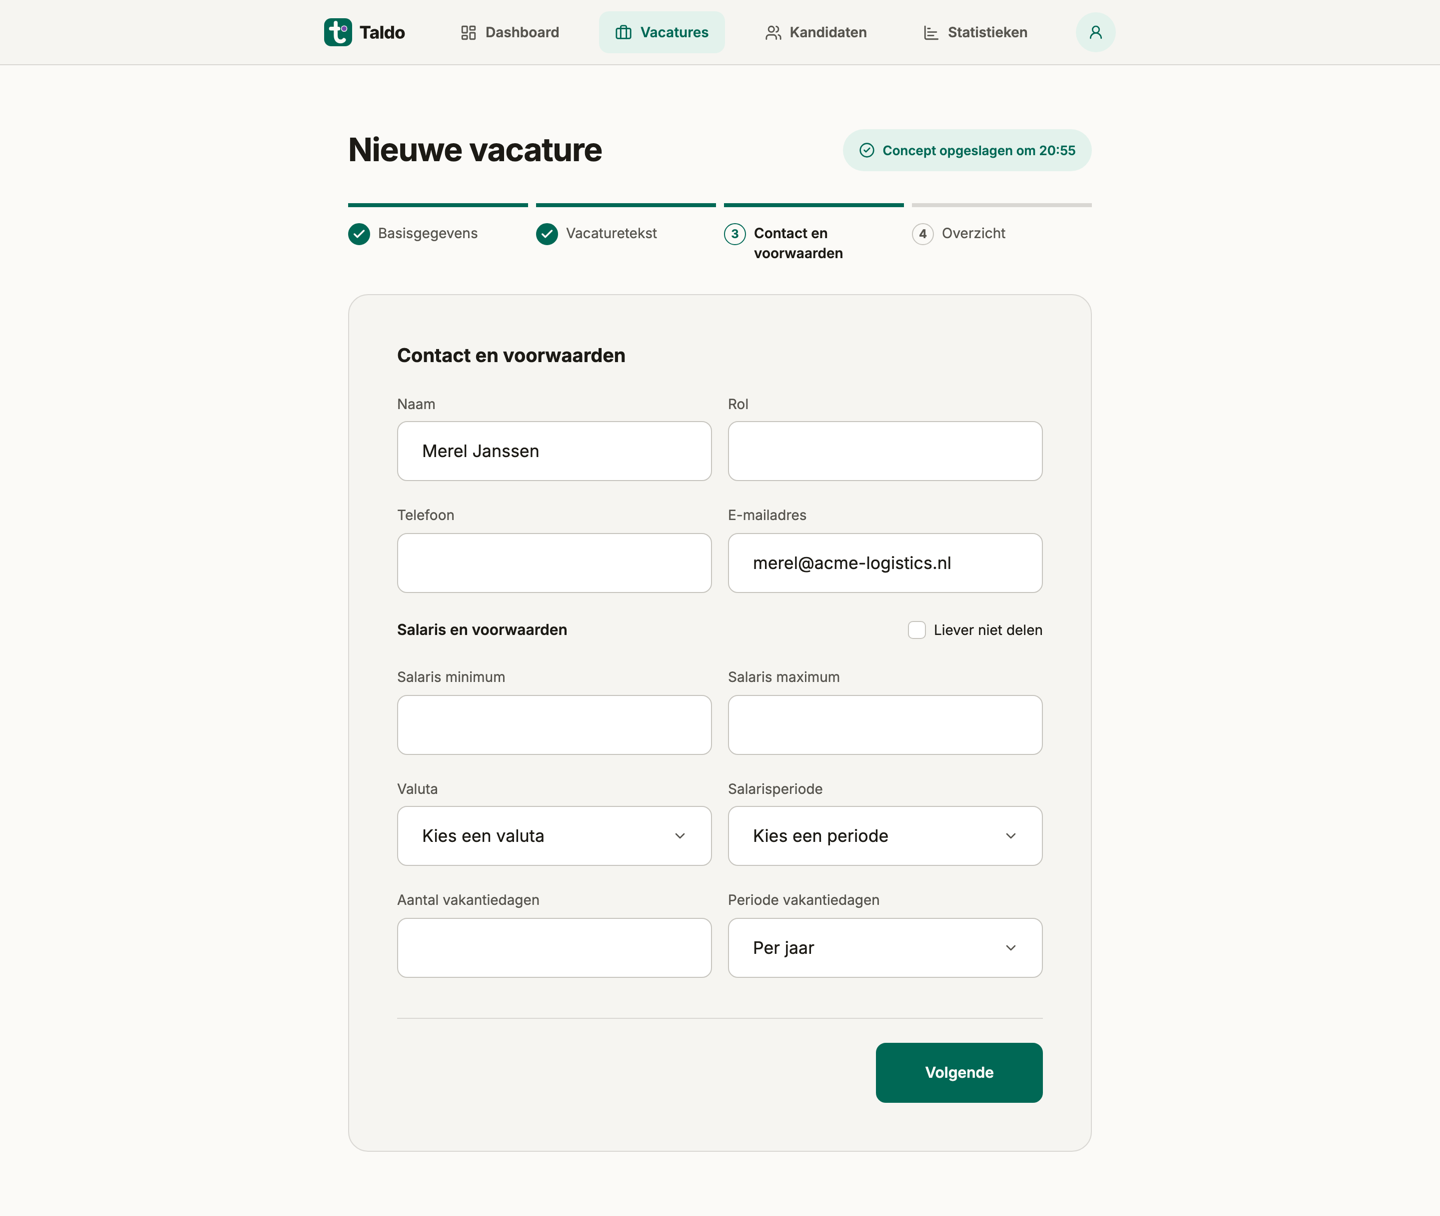 Taldo
Dashboard
Vacatures
Kandidaten
Statistieken
Nieuwe vacature
Concept opgeslagen om 20:55
Basisgegevens
Vacaturetekst
3 Contact en
voorwaarden
4 Overzicht
Contact en voorwaarden
Naam
Rol
Merel Janssen
Telefoon
E-mailadres
merel@acme-logistics.nl
Salaris en voorwaarden
Liever niet delen
Salaris minimum
Salaris maximum
Valuta
Salarisperiode
Kies een valuta
Kies een periode
Aantal vakantiedagen
Periode vakantiedagen
Per jaar
Volgende